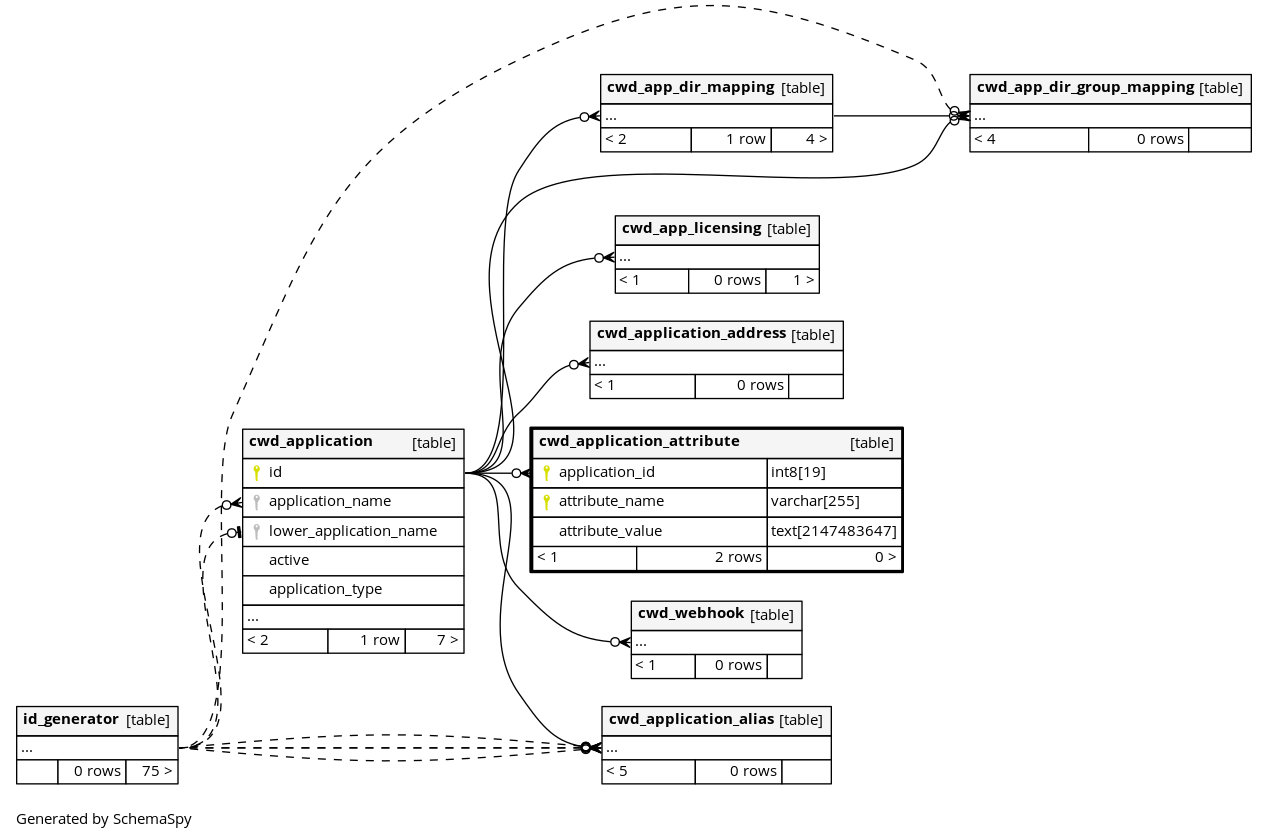 cwd_app_dir_mapping [table]
...
< 2 1 row 4 >
cwd_app_dir_group_mapping [table]
...
< 4 0 rows
cwd_app_licensing [table]
...
< 1 0 rows 1 >
cwd_application_address [table]
...
< 1 0 rows
cwd_application [table]
id
application_name
lower_application_name
active
application_type
...
< 2 1 row 7 >
cwd_application_attribute [table]
application_id int8[19]
attribute_name varchar[255]
attribute_value text[2147483647]
< 1 2 rows 0 >
cwd_webhook [table]
...
< 1 0 rows
id_generator [table]
...
0 rows 75 >
cwd_application_alias [table]
...
< 5 0 rows
Generated by SchemaSpy